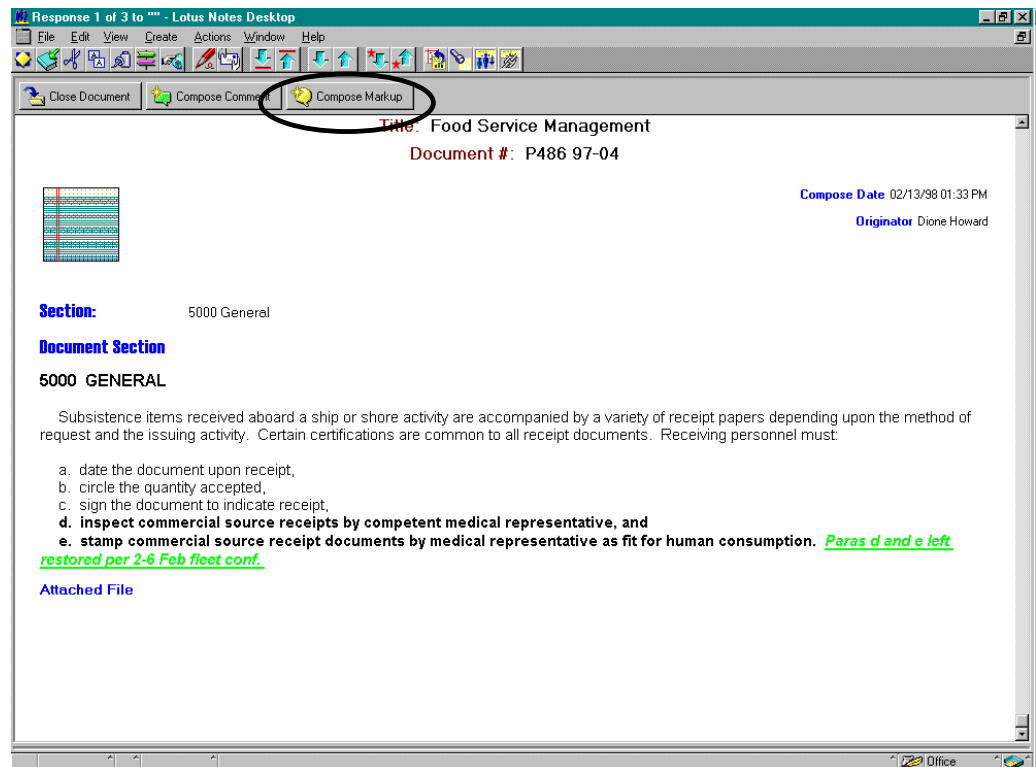 Response 1 of 3 to "" - Lotus Notes Desktop
File Edit View Create Actions Window Help
Close Document Compose Comment Compose Markup
Title: Food Service Management
Document #: P486 97-04
Compose Date 02/13/98 01:33 PM
Originator Dione Howard
Section: 5000 General
Document Section
5000 GENERAL
Subsistence items received aboard a ship or shore activity are accompanied by a variety of receipt papers depending upon the method of
request and the issuing activity. Certain certifications are common to all receipt documents. Receiving personnel must:
a. date the document upon receipt,
b. circle the quantity accepted,
c. sign the document to indicate receipt,
d. inspect commercial source receipts by competent medical representative, and
e. stamp commercial source receipt documents by medical representative as fit for human consumption. Paras d and e left
restored per 2-6 Feb fleet conf.
Attached File
Office